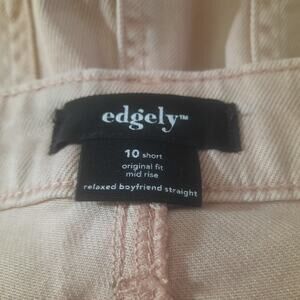 edgely™
10 short
original fit
mid rise
relaxed boyfriend straight